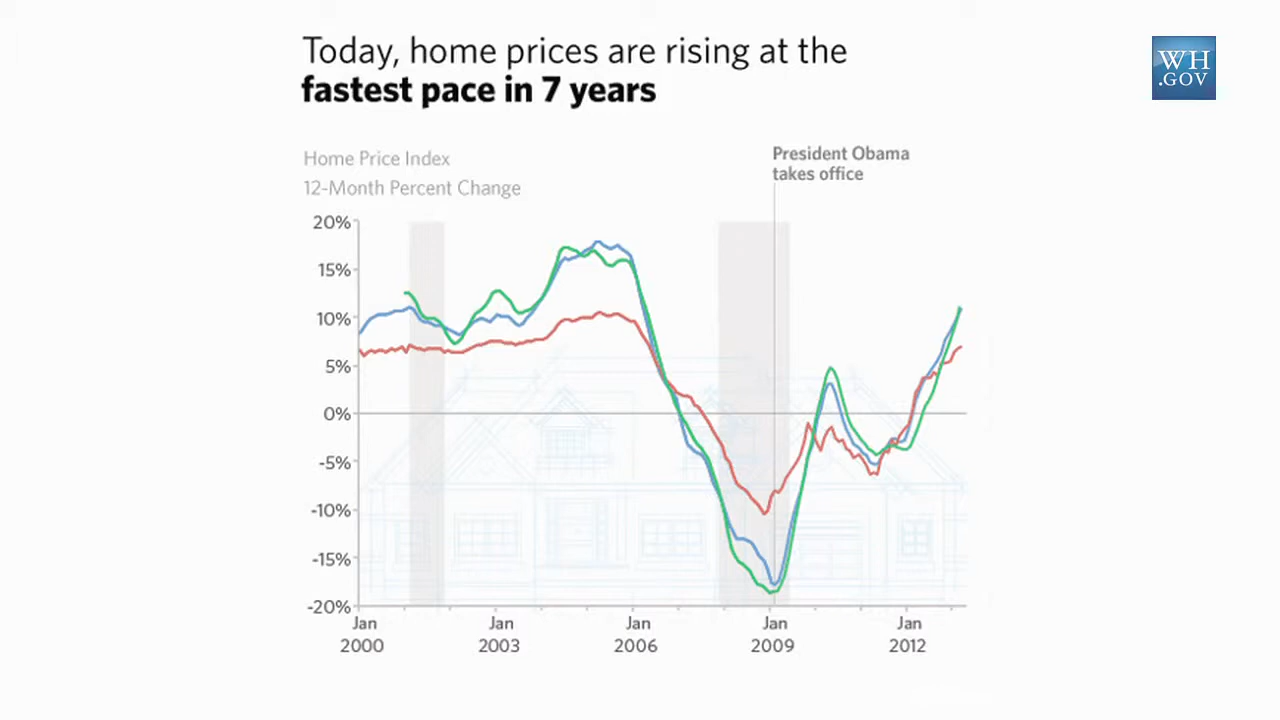 Today, home prices are rising at the
fastest pace in 7 years
WH
.GOV
Home Price Index
12-Month Percent Change
President Obama
takes office
20%
15%
10%
5%
0%
-5%
-10%
-15%
-20%
Jan
2000
Jan
2003
Jan
2006
Jan
2009
Jan
2012